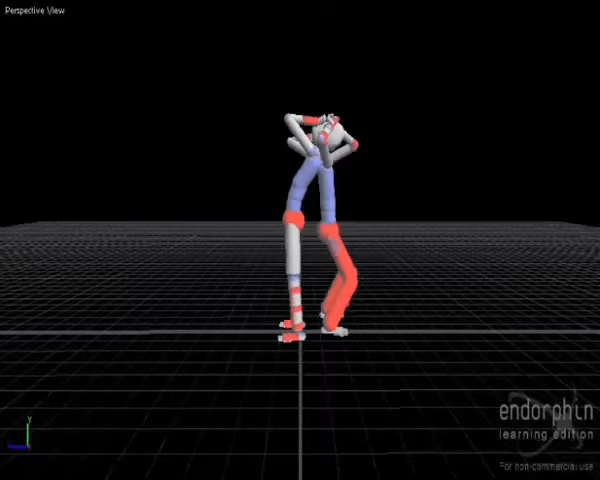 Perspective View
Y
endorphin
learning edition
For non-commercial use